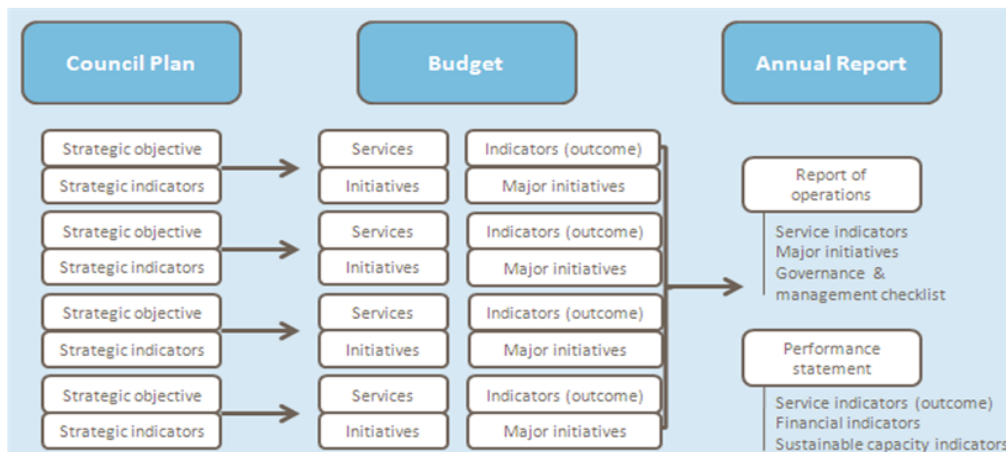 Council Plan
Budget
Annual Report
Strategic objective
Strategic indicators
Services
Initiatives
Indicators (outcome)
Major initiatives
Strategic objective
Strategic indicators
Services
Initiatives
Indicators (outcome)
Major initiatives
Strategic objective
Strategic indicators
Services
Initiatives
Indicators (outcome)
Major initiatives
Strategic objective
Strategic indicators
Services
Initiatives
Indicators (outcome)
Major initiatives
Report of
operations
Service indicators
Major initiatives
Governance &
management checklist
Performance
statement
Service indicators (outcome)
Financial indicators
Sustainable capacity indicators